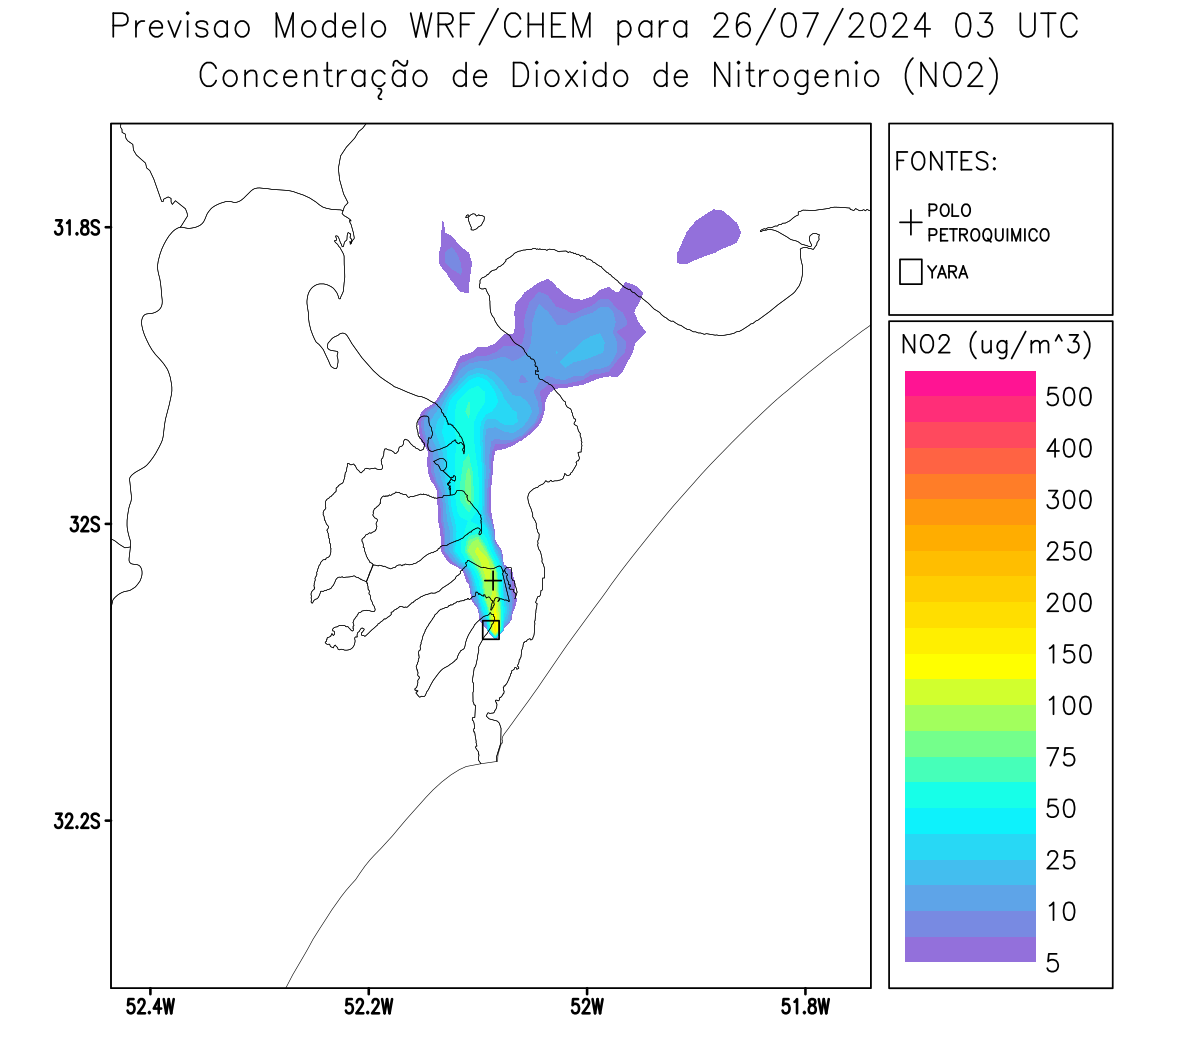 Previsao Modelo WRF/CHEM para 26/07/2024 03 UTC
Concentração de Dioxido de Nitrogenio (NO2)
FONTES:
POLO
PETROQUIMICO
YARA
NO2 (ug/m^3)
500
400
300
250
200
150
100
75
50
25
10
5
31.8S
32S
32.2S
52.4W
52.2W
52W
51.8W